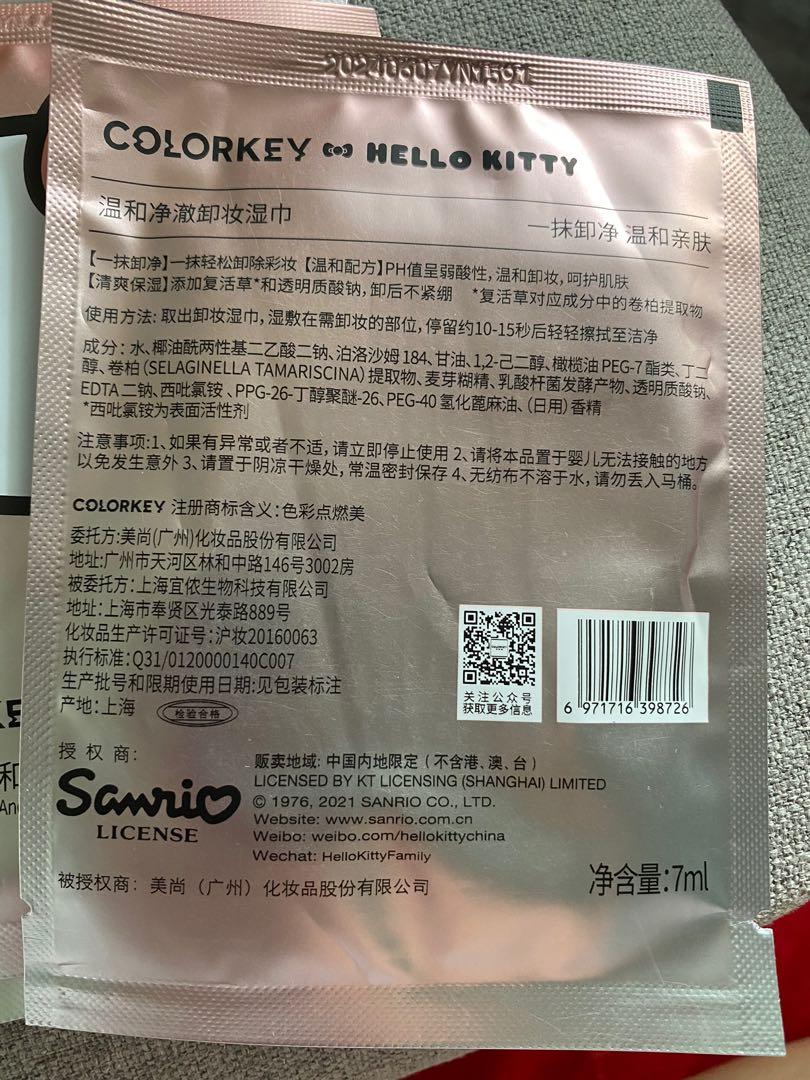 20240607YNM1591
COLORKEY HELLO KITTY
温和净澈卸妆湿巾
一抹卸净 温和亲肤
【一抹卸净】一抹轻松卸除彩妆【温和配方】PH值呈弱酸性,温和卸妆,呵护肌肤
【清爽保湿】添加复活草*和透明质酸钠,卸后不紧绷 *复活草对应成分中的卷柏提取物
使用方法: 取出卸妆湿巾,湿敷在需卸妆的部位,停留约10-15秒后轻轻擦拭至洁净
成分: 水、椰油酰两性基二乙酸二钠、泊洛沙姆 184、甘油、1,2-己二醇、橄榄油 PEG-7 酯类、丁二
醇、卷柏 (SELAGINELLA TAMARISCINA) 提取物、麦芽糊精、乳酸杆菌发酵产物、透明质酸钠、
EDTA 二钠、西吡氯铵 、PPG-26-丁醇聚醚-26、PEG-40 氢化蓖麻油、(日用)香精
*西吡氯铵为表面活性剂
注意事项:1、如果有异常或者不适,请立即停止使用 2、请将本品置于婴儿无法接触的地方
以免发生意外 3、请置于阴凉干燥处,常温密封保存 4、无纺布不溶于水,请勿丢入马桶。
COLORKEY 注册商标含义:色彩点燃美
委托方:美尚(广州)化妆品股份有限公司
地址:广州市天河区林和中路146号3002房
被委托方:上海宜侬生物科技有限公司
地址:上海市奉贤区光泰路889号
化妆品生产许可证号:沪妆20160063
执行标准:Q31/0120000140C007
生产批号和限期使用日期:见包装标注
产地:上海 检验合格
关注公众号
获取更多信息
6 971716 398726
授权商:
Sanrio
LICENSE
贩卖地域: 中国内地限定 (不含港、澳、台)
LICENSED BY KT LICENSING (SHANGHAI) LIMITED
© 1976, 2021 SANRIO CO., LTD.
Website: www.sanrio.com.cn
Weibo: weibo.com/hellokittychina
Wechat: HelloKittyFamily
被授权商: 美尚 (广州) 化妆品股份有限公司
净含量:7ml
和